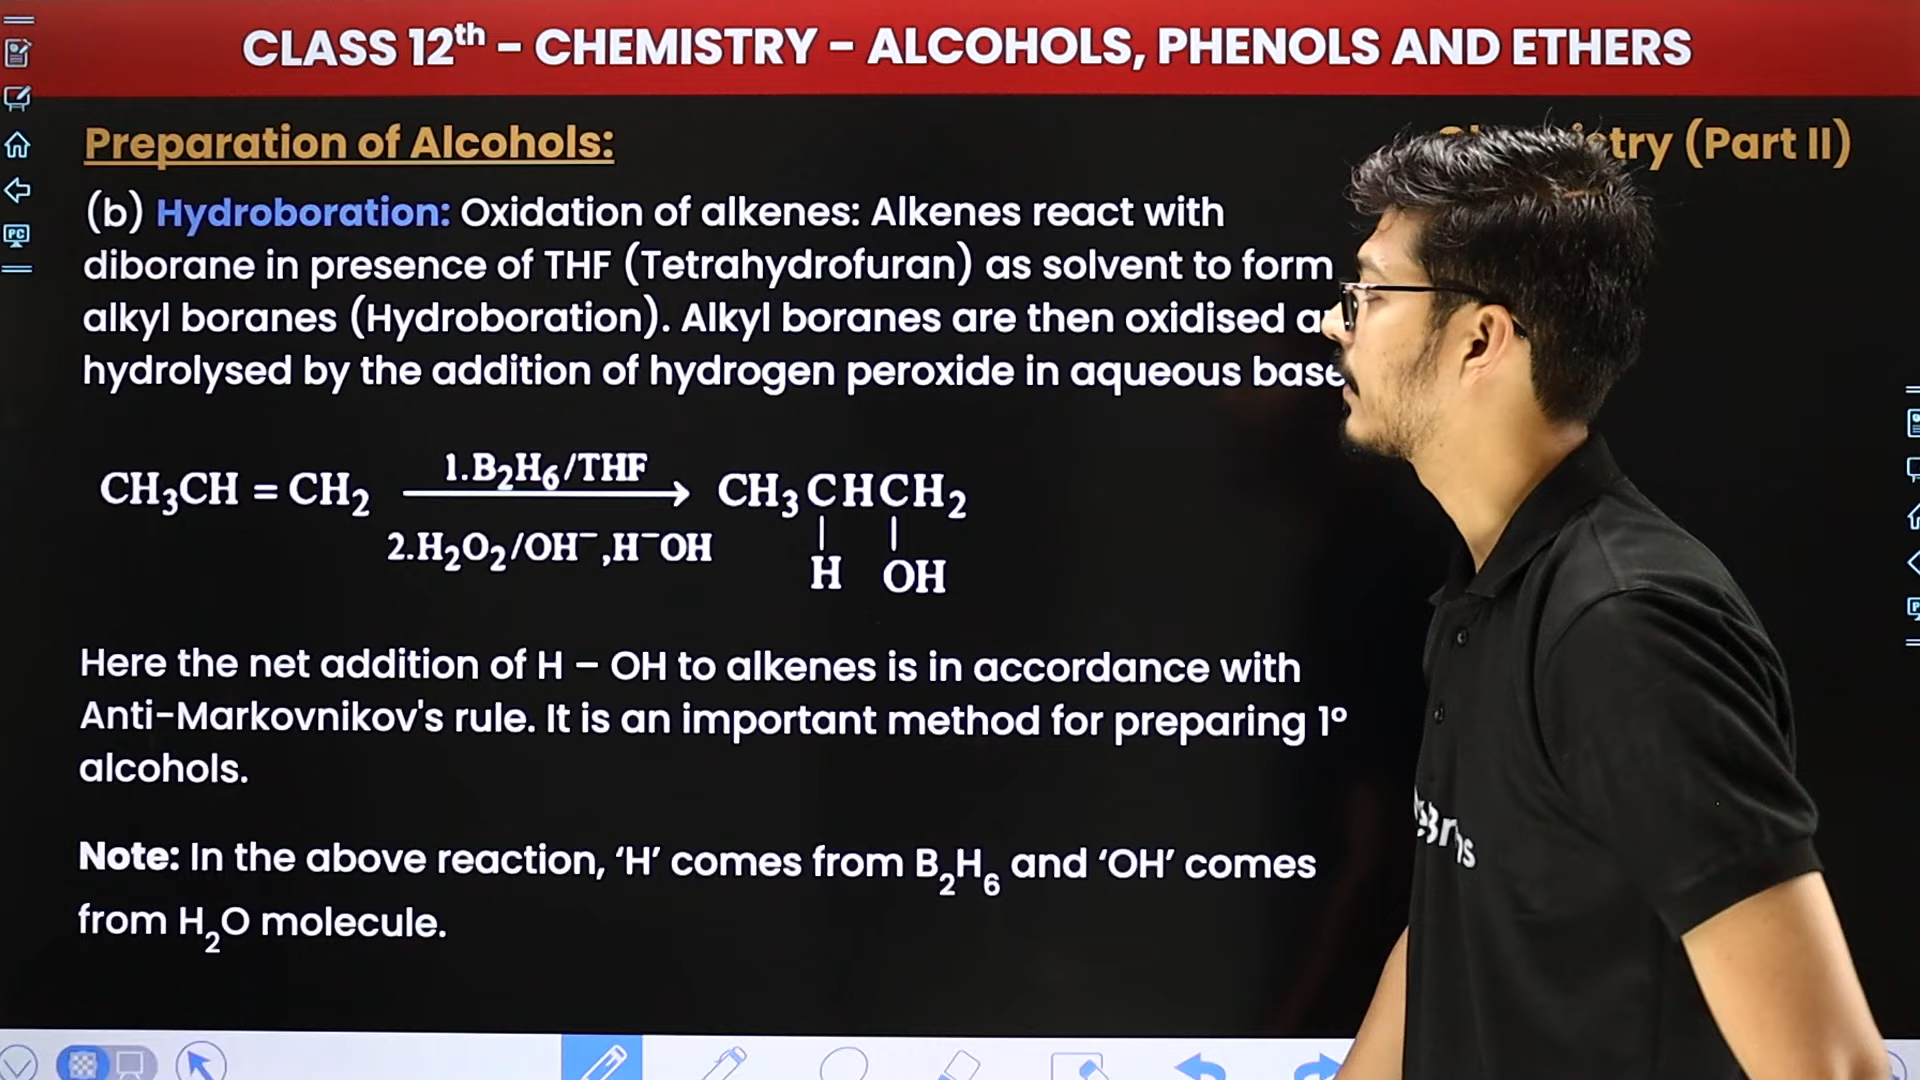 CLASS 12th – CHEMISTRY – ALCOHOLS, PHENOLS AND ETHERS
Preparation of Alcohols:
(Part II)
(b) Hydroboration: Oxidation of alkenes: Alkenes react with
diborane in presence of THF (Tetrahydrofuran) as solvent to form
alkyl boranes (Hydroboration). Alkyl boranes are then oxidised
hydrolysed by the addition of hydrogen peroxide in aqueous base
CH₃CH = CH₂ 1.B₂H₆/THF 2.H₂O₂/OH⁻,H⁻OH → CH₃CHCH₂
H OH
Here the net addition of H – OH to alkenes is in accordance with
Anti-Markovnikov's rule. It is an important method for preparing 1°
alcohols.
Note: In the above reaction, ‘H’ comes from B₂H₆ and ‘OH’ comes
from H₂O molecule.
PC